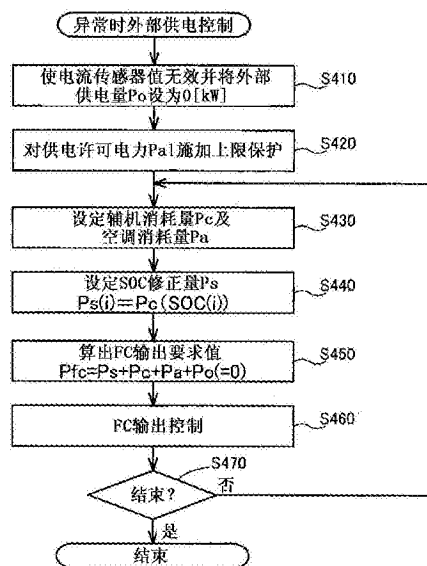 异常时外部供电控制
使电流传感器值无效并将外部
供电量Po设为0[kW]
S410
对供电许可电力Pal施加上限保护
S420
设定辅机消耗量Pc及
空调消耗量Pa
S430
设定SOC修正量Ps
Ps(i)=Pc(SOC(i))
S440
算出FC输出要求值
Pfc=Ps+Pc+Pa+Po(=0)
S450
FC输出控制
S460
S470
结束?
否
是
结束